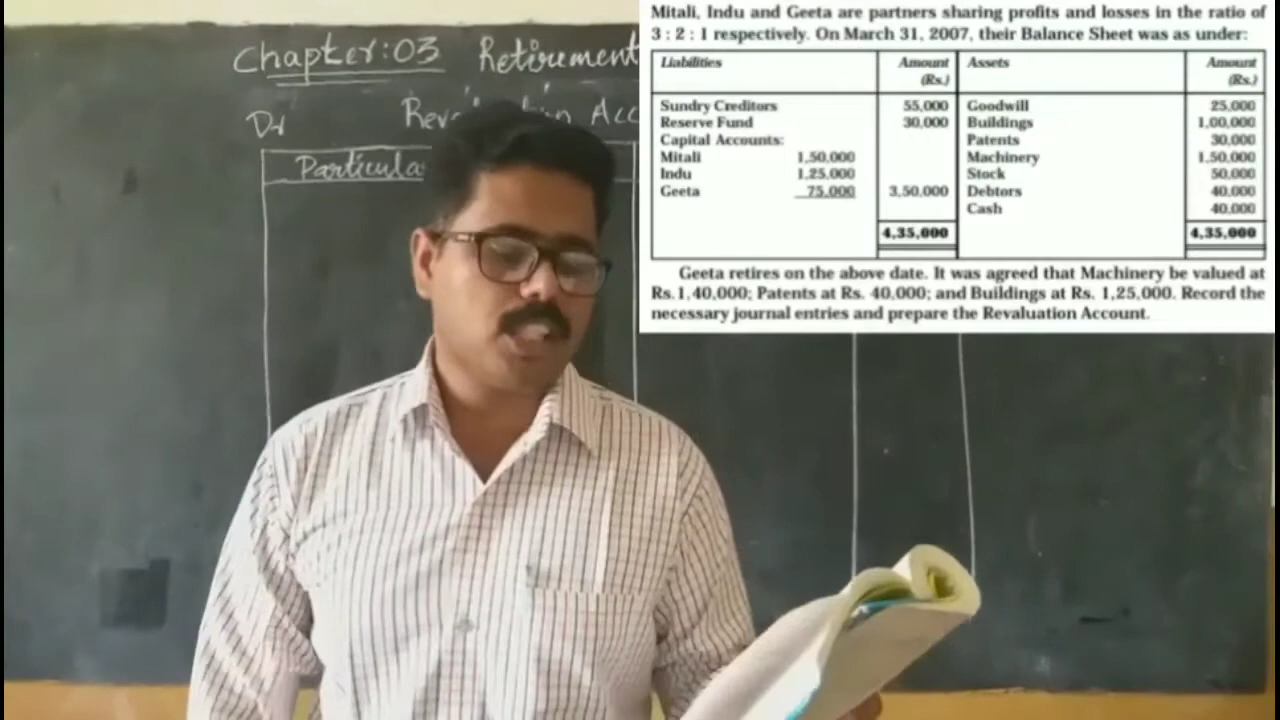 Chapter:03 Retirement
Dr
Particula
Mitali, Indu and Geeta are partners sharing profits and losses in the ratio of
3 : 2 : 1 respectively. On March 31, 2007, their Balance Sheet was as under:
Liabilities Amount Assets Amount
(Rs.) (Rs.)
Sundry Creditors 55,000 Goodwill 25,000
Reserve Fund 30,000 Buildings 1,00,000
Capital Accounts: Patents 30,000
Mitali 1,50,000 Machinery 1,50,000
Indu 1,25,000 Stock 50,000
Geeta 75,000 3,50,000 Debtors 40,000
Cash 40,000
4,35,000 4,35,000
Geeta retires on the above date. It was agreed that Machinery be valued at
Rs.1,40,000; Patents at Rs. 40,000; and Buildings at Rs. 1,25,000. Record the
necessary journal entries and prepare the Revaluation Account.